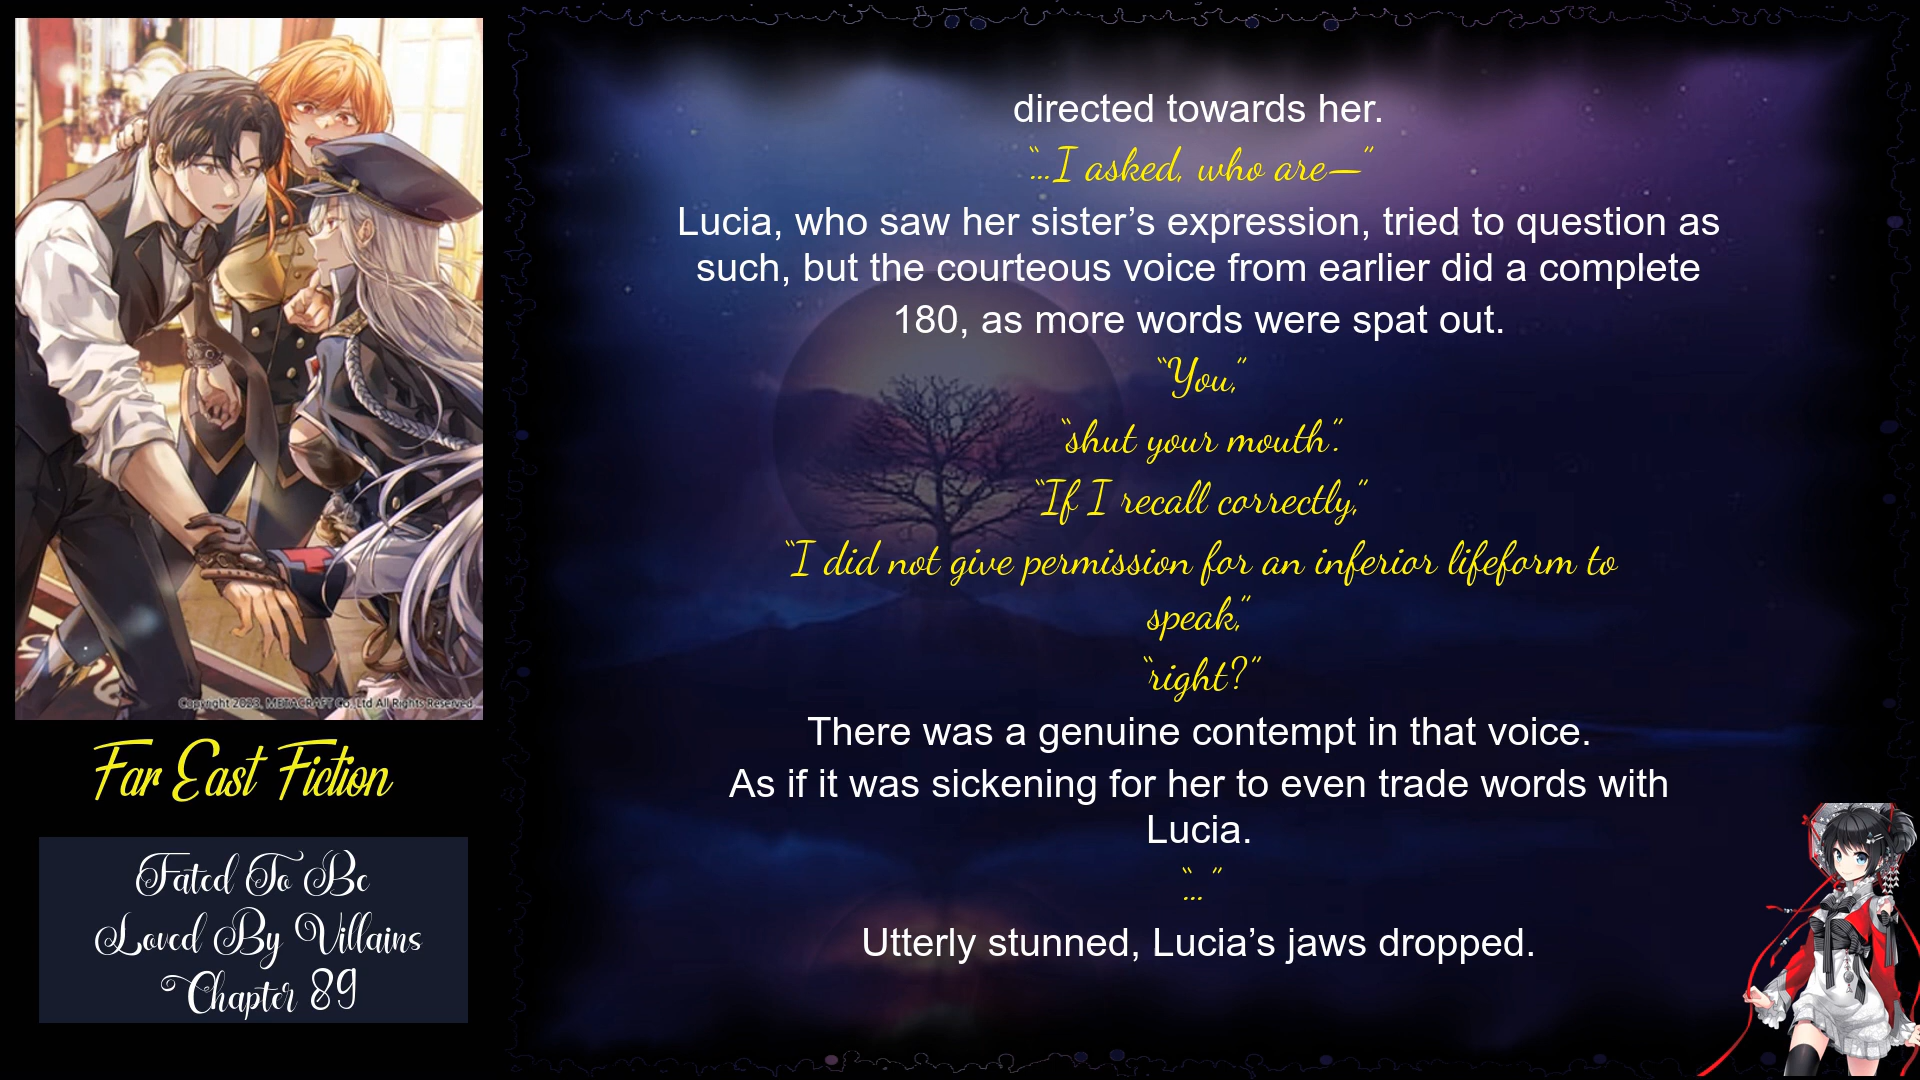 directed towards her.
“...I asked, who are—”
Lucia, who saw her sister’s expression, tried to question as
such, but the courteous voice from earlier did a complete
180, as more words were spat out.
“You,”
“shut your mouth”.
“If I recall correctly,”
“I did not give permission for an inferior lifeform to
speak,”
“right?”
There was a genuine contempt in that voice.
As if it was sickening for her to even trade words with
Lucia.
“... ”
Utterly stunned, Lucia’s jaws dropped.
Copyright 2023, METACRAFT Co, Ltd All Rights Reserved
Far East Fiction
Fated To Be
Loved By Villains
Chapter 89